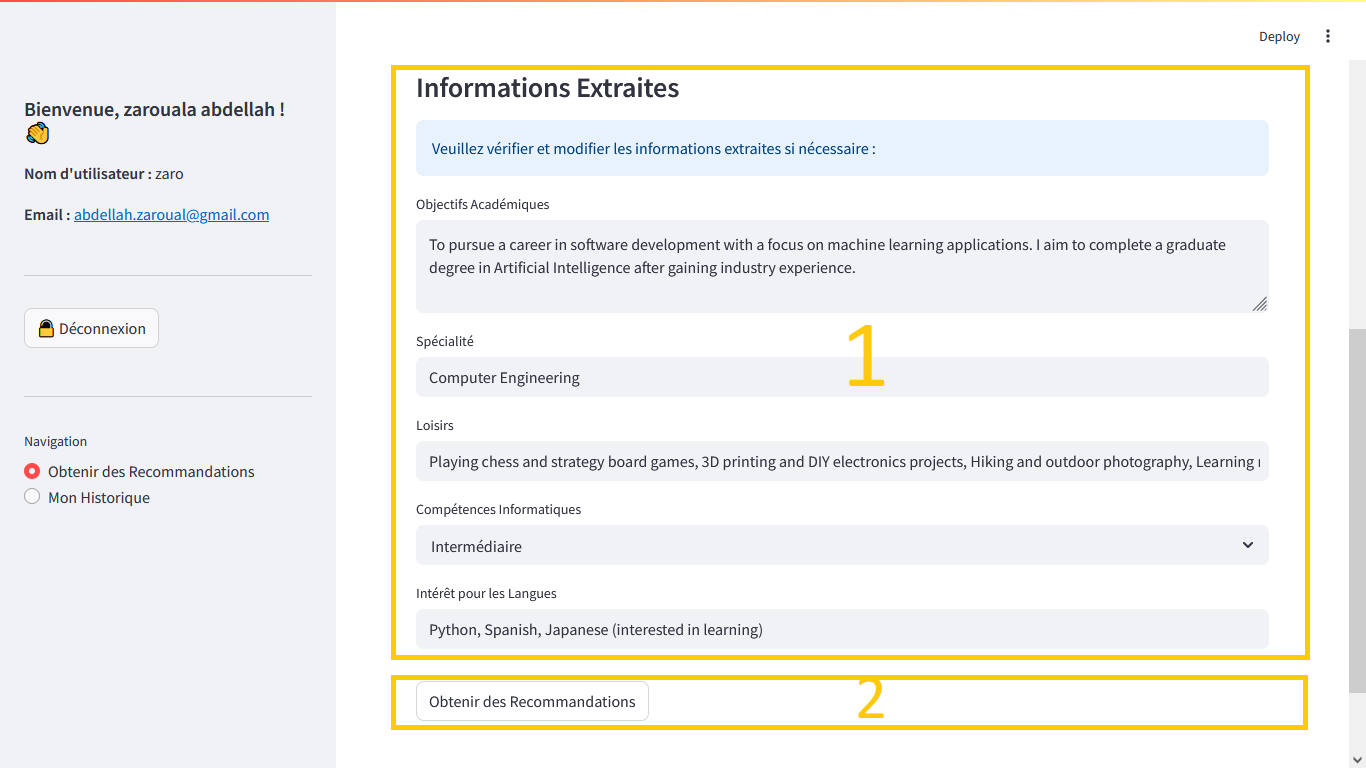 Deploy
Bienvenue, zarouala abdellah !
Nom d'utilisateur : zaro
Email : abdellah.zaroual@gmail.com
Déconnexion
Navigation
Obtenir des Recommandations
Mon Historique
Informations Extraites
Veuillez vérifier et modifier les informations extraites si nécessaire :
Objectifs Académiques
To pursue a career in software development with a focus on machine learning applications. I aim to complete a graduate
degree in Artificial Intelligence after gaining industry experience.
1
Spécialité
Computer Engineering
Loisirs
Playing chess and strategy board games, 3D printing and DIY electronics projects, Hiking and outdoor photography, Learning
Compétences Informatiques
Intermédiaire
Intérêt pour les Langues
Python, Spanish, Japanese (interested in learning)
Obtenir des Recommandations
2